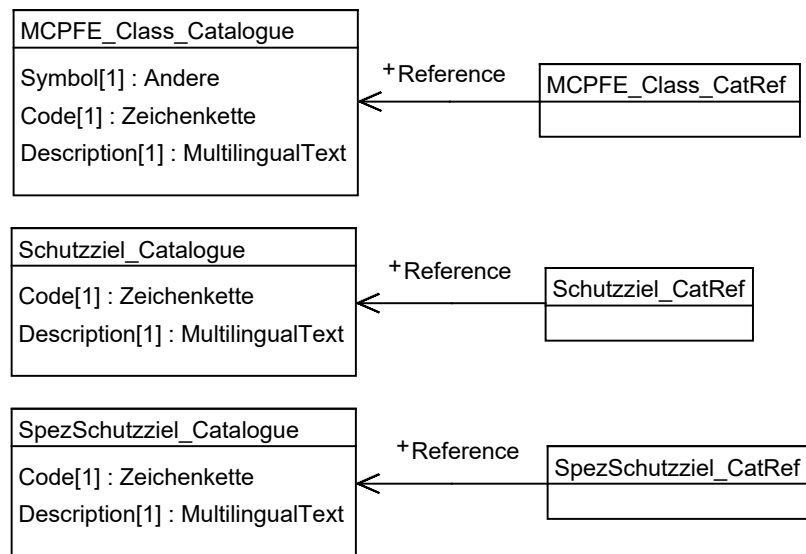 MCPFE_Class_Catalogue
Symbol[1] : Andere
Code[1] : Zeichenkette
Description[1] : MultilingualText
+Reference
MCPFE_Class_CatRef
Schutzziel_Catalogue
Code[1] : Zeichenkette
Description[1] : MultilingualText
+Reference
Schutzziel_CatRef
SpezSchutzziel_Catalogue
Code[1] : Zeichenkette
Description[1] : MultilingualText
+Reference
SpezSchutzziel_CatRef